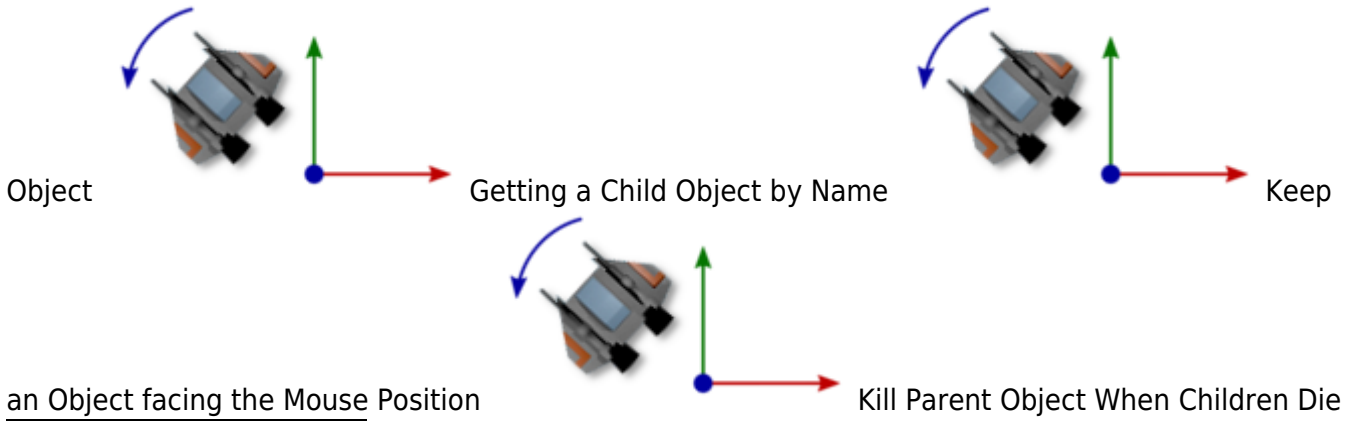 Object Getting a Child Object by Name Keep
an Object facing the Mouse Position Kill Parent Object When Children Die